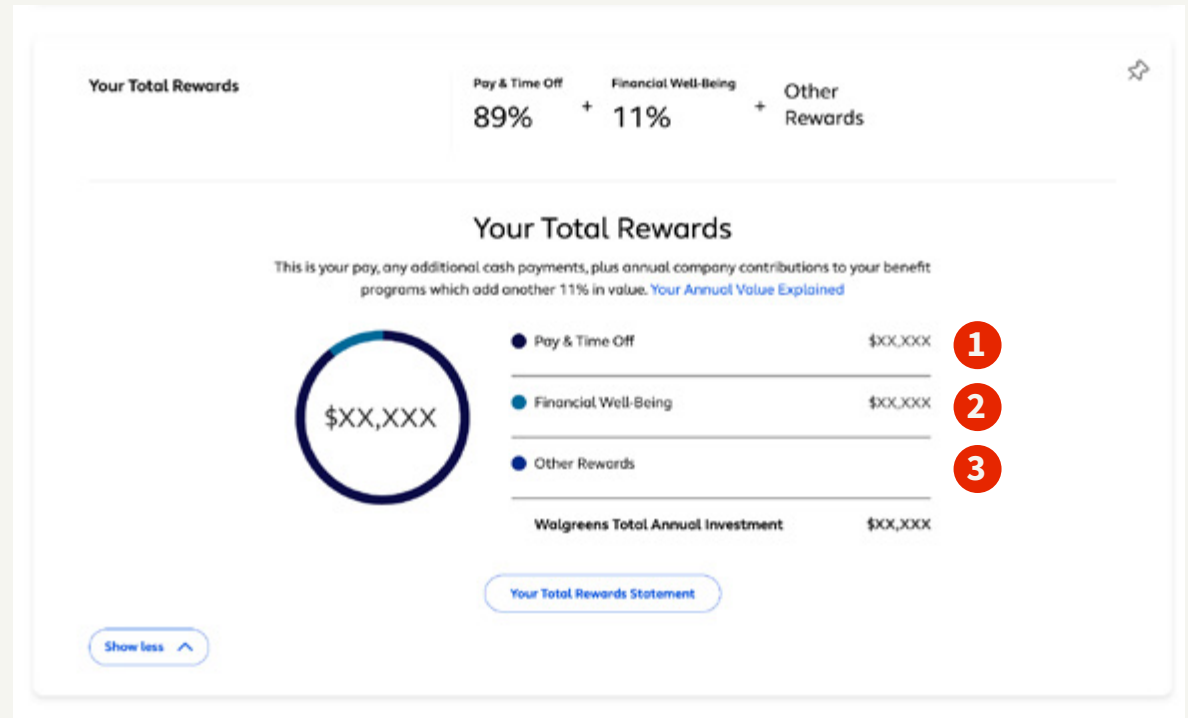 Your Total Rewards
Pay & Time Off
89%
+
Financial Well-Being
11%
+
Other
Rewards
Your Total Rewards
This is your pay, any additional cash payments, plus annual company contributions to your benefit
programs which add another 11% in value. Your Annual Value Explained
$XX,XXX
Pay & Time Off $XX,XXX 1
Financial Well-Being $XX,XXX 2
Other Rewards 3
Walgreens Total Annual Investment $XX,XXX
Your Total Rewards Statement
Show less